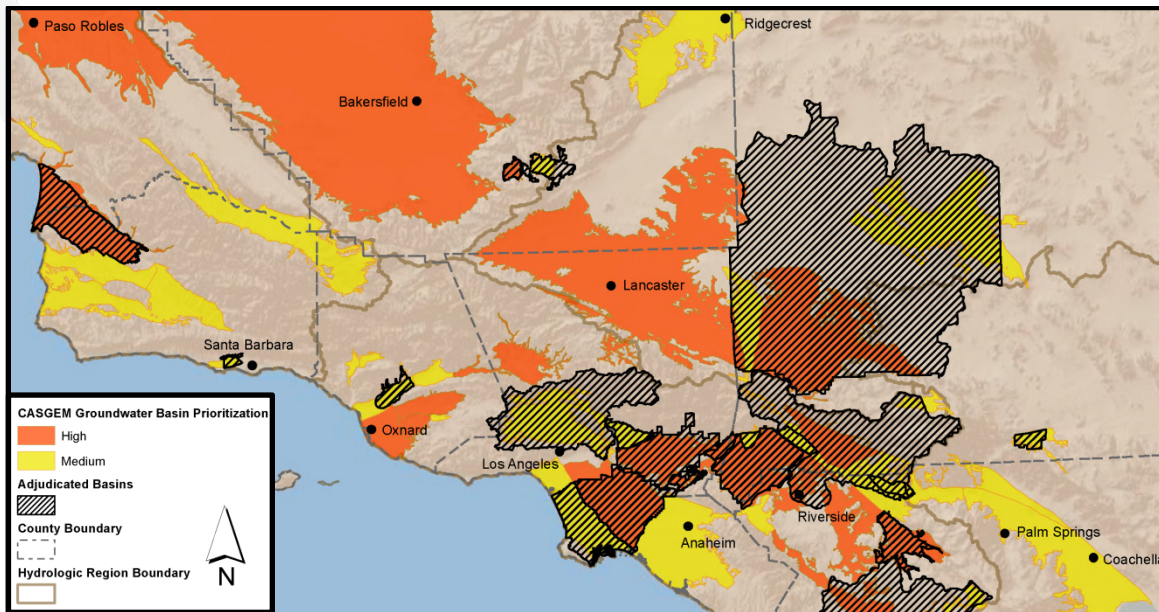 Paso Robles
Ridgecrest
Bakersfield
Lancaster
Santa Barbara
Oxnard
Los Angeles
Riverside
Anaheim
Palm Springs
Coachella
CASGEM Groundwater Basin Prioritization
High
Medium
Adjudicated Basins
County Boundary
Hydrologic Region Boundary
N